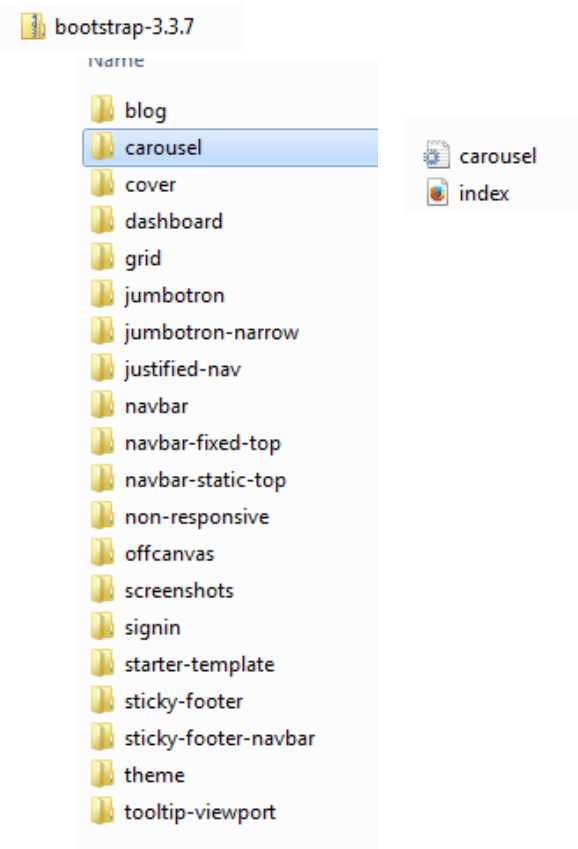 bootstrap-3.3.7
Name
blog
carousel
cover
dashboard
grid
jumbotron
jumbotron-narrow
justified-nav
navbar
navbar-fixed-top
navbar-static-top
non-responsive
offcanvas
screenshots
signin
starter-template
sticky-footer
sticky-footer-navbar
theme
tooltip-viewport
carousel
index